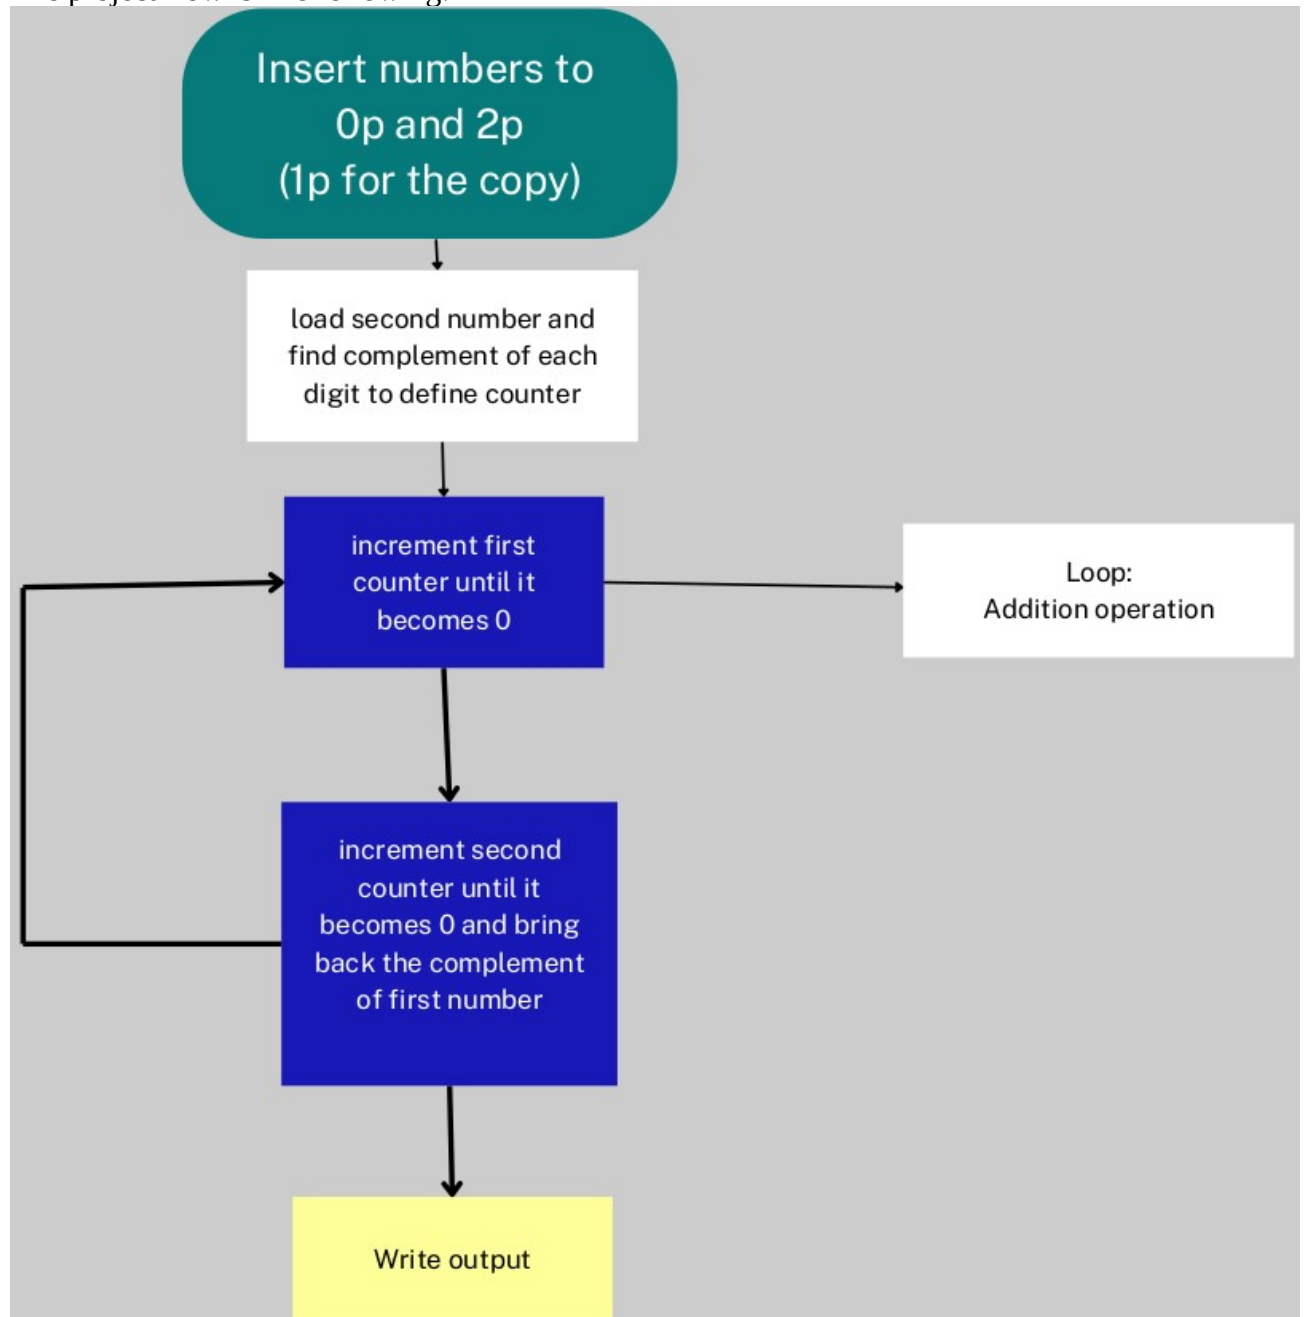 Insert numbers to
0p and 2p
(1p for the copy)
load second number and
find complement of each
digit to define counter
increment first
counter until it
becomes 0
Loop:
Addition operation
increment second
counter until it
becomes 0 and bring
back the complement
of first number
Write output